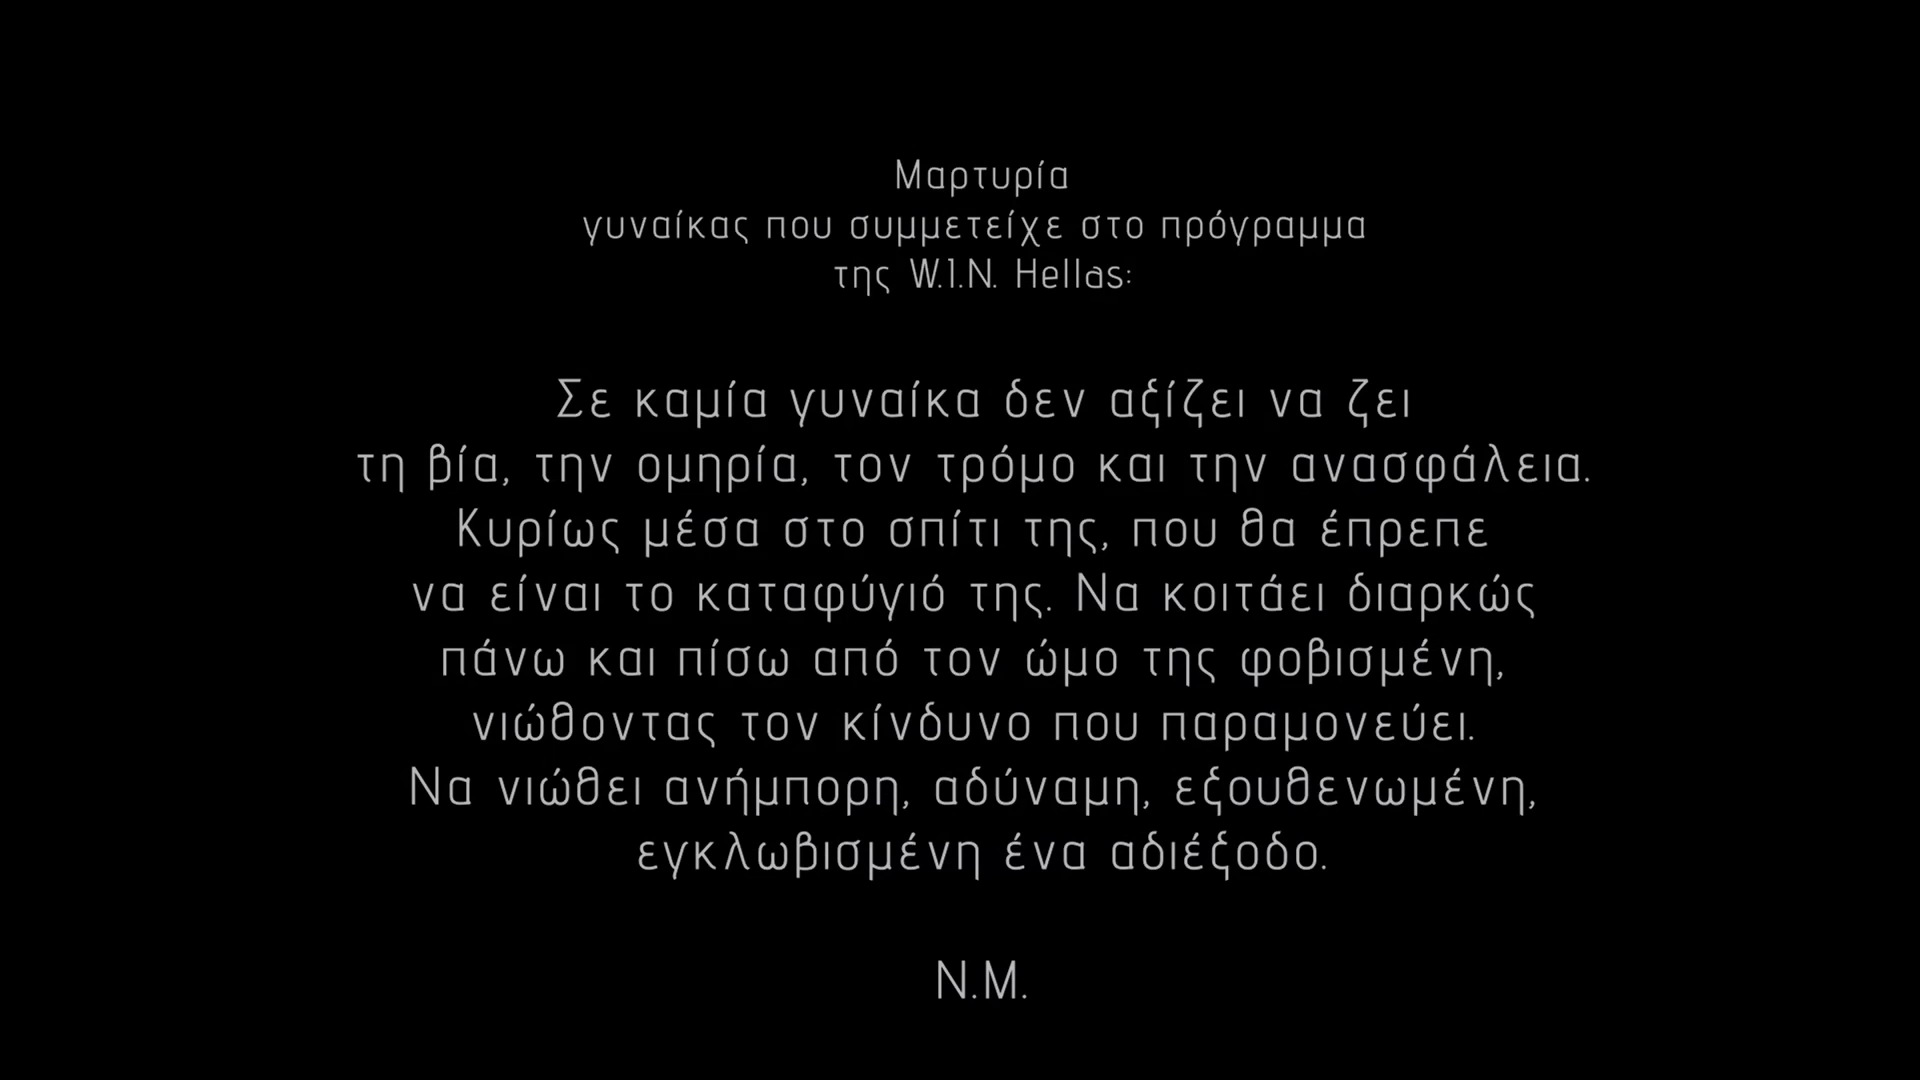 Μαρτυρία
γυναίκας που συμμετείχε στο πρόγραμμα
της W.I.N. Hellas:
Σε καμία γυναίκα δεν αξίζει να ζει
τη βία, την ομηρία, τον τρόμο και την ανασφάλεια.
Κυρίως μέσα στο σπίτι της, που θα έπρεπε
να είναι το καταφύγιό της. Να κοιτάει διαρκώς
πάνω και πίσω από τον ώμο της φοβισμένη,
νιώθοντας τον κίνδυνο που παραμονεύει.
Να νιώθει ανήμπορη, αδύναμη, εξουθενωμένη,
εγκλωβισμένη ένα αδιέξοδο.
Ν.Μ.